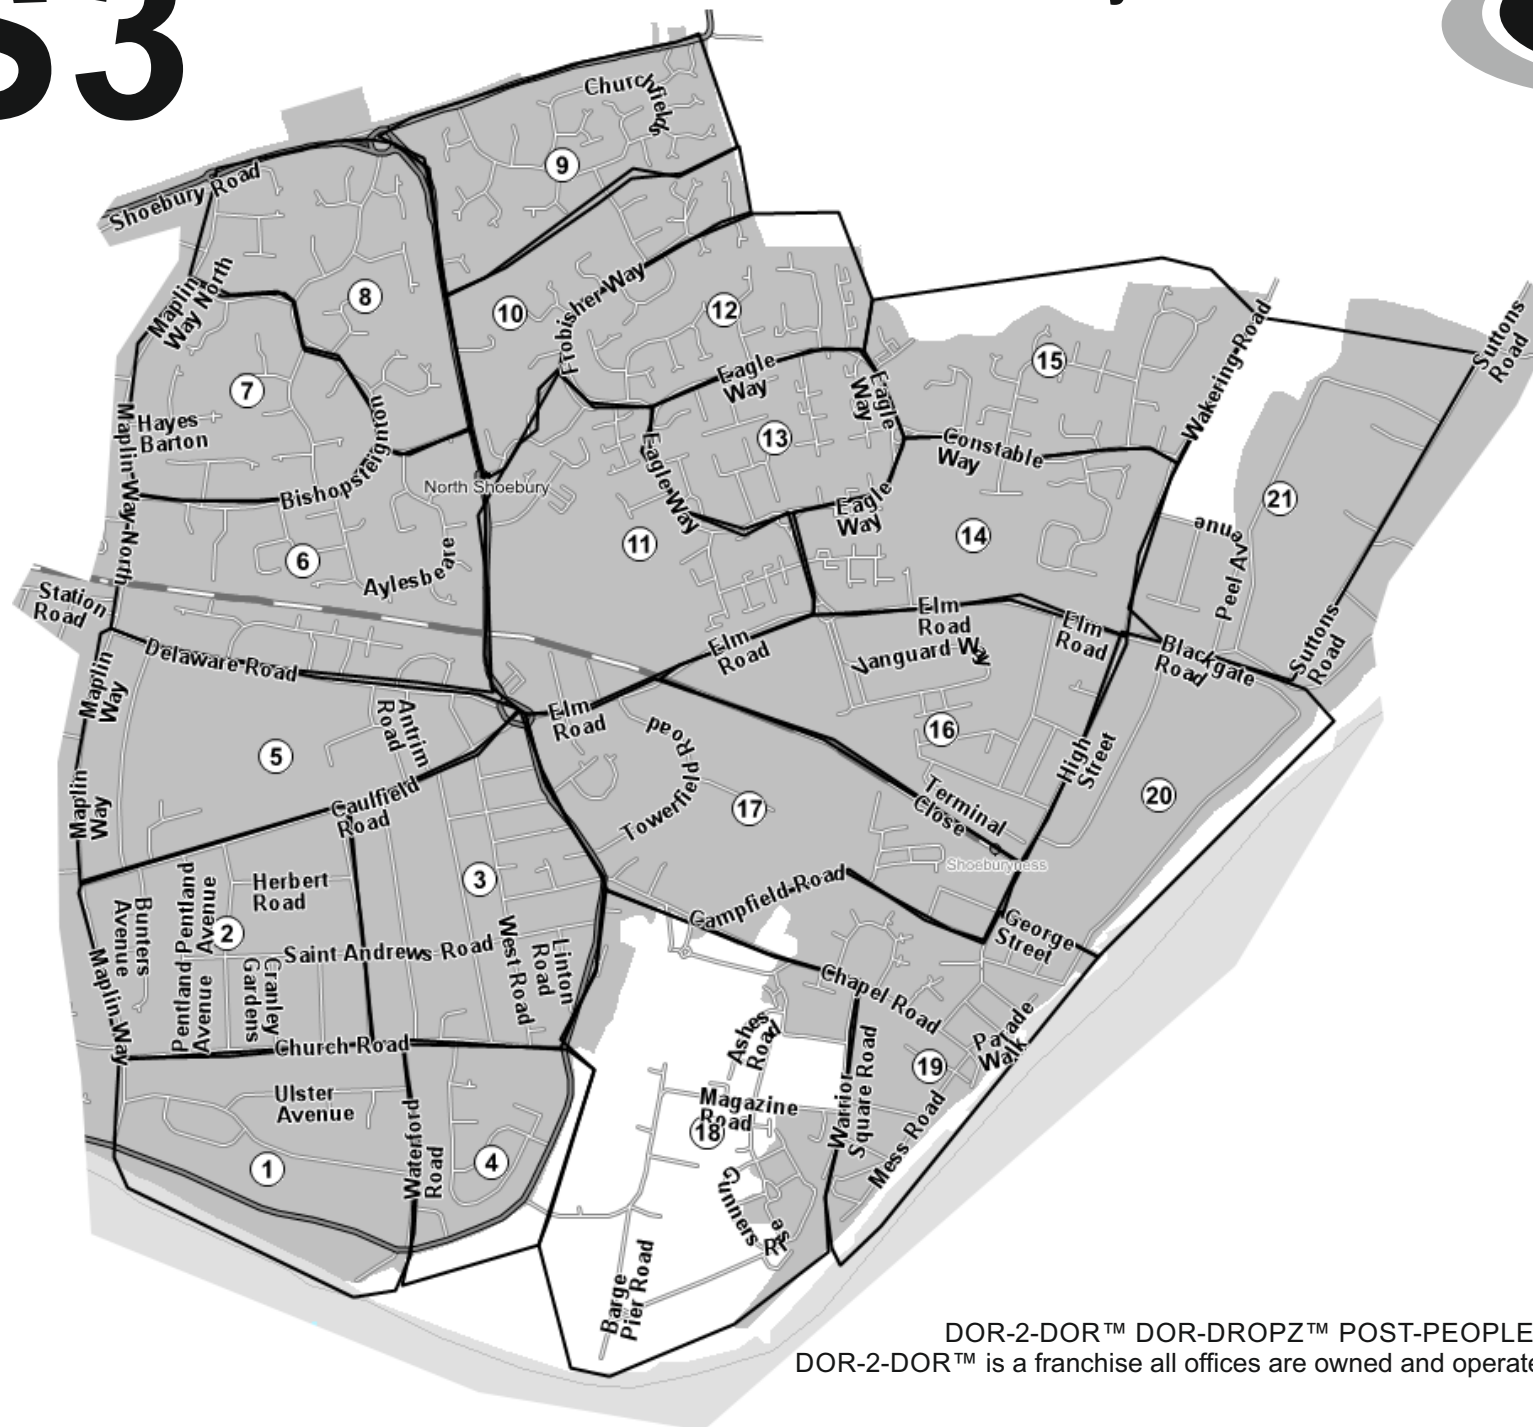 S3
Churchfields
9
Shoebury Road
Maplin
Way North
8
10
Frobisher Way
12
Eagle
Way
Eagle
Way
15
Wakering Road
Suttons
Road
7
Hayes
Barton
Maplin Way North
Bishopsteignton
North Shoebury
13
Eagle Way
Constable
Way
Eagle
Way
21
6
Aylesbeare
11
14
Peel Avenue
Station
Road
Delaware Road
Elm
Road
Elm
Road
Elm
Road
Vanguard Way
Blackgate
Road
Suttons
Road
Maplin
Way
Antrim
Road
Elm
Road
5
Towerfield Road
16
High
Street
20
Maplin
Way
Caulfield
Road
17
Terminal
Close
Shoeburyness
3
Herbert
Road
Campfield Road
Bunters
Avenue
Pentland
Avenue
Pentland
Avenue
2
Saint Andrews Road
Cranley
Gardens
West Road
Linton
Road
George
Street
Maplin Way
Chapel Road
Church Road
Ashes
Road
Parade
Walk
19
Ulster
Avenue
Magazine
Road
18
Warrior
Square Road
Mess Road
1
Waterford
Road
4
Gunners Rise
Barge
Pier Road
DOR-2-DOR™ DOR-DROPZ™ POST-PEOPLE
DOR-2-DOR™ is a franchise all offices are owned and operate